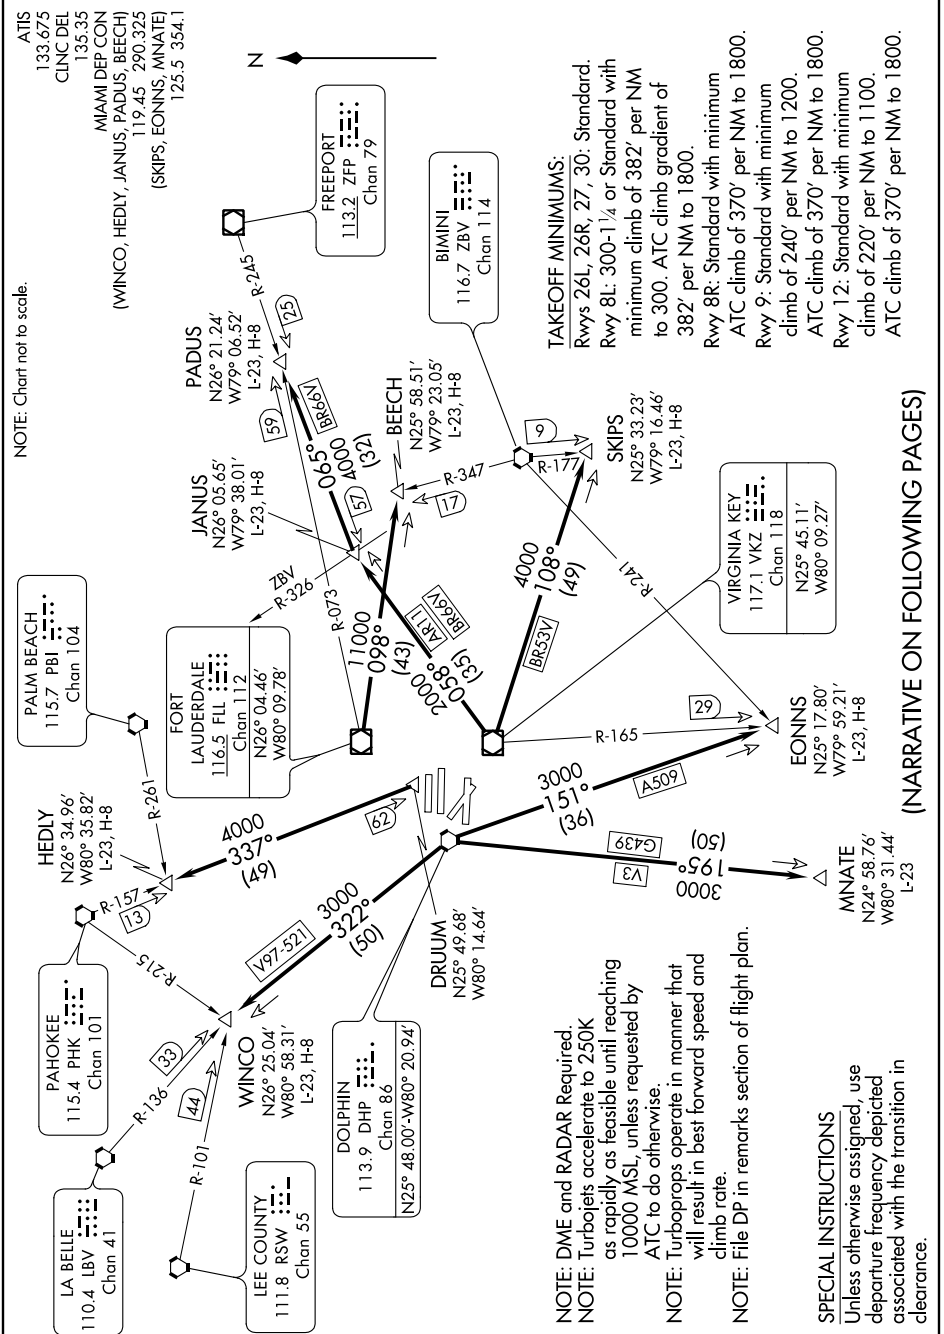 NOTE: Chart not to scale.
ATIS
133.675
CLNC DEL
135.35
MIAMI DEP CON
(WINCO, HEDLY, JANUS, PADUS, BEECH)
119.45 290.325
(SKIPS, EONNS, MNATE)
125.5 354.1
N
LA BELLE
110.4 LBV
Chan 41
PAHOKEE
115.4 PHK
Chan 101
PALM BEACH
115.7 PBI
Chan 104
LEE COUNTY
111.8 RSW
Chan 55
FORT
LAUDERDALE
116.5 FLL
Chan 112
N26° 04.46'
W80° 09.78'
FREEPORT
113.2 ZFP
Chan 79
BIMINI
116.7 ZBV
Chan 114
VIRGINIA KEY
117.1 VKZ
Chan 118
N25° 45.11'
W80° 09.27'
DOLPHIN
113.9 DHP
Chan 86
N25° 48.00'-W80° 20.94'
HEDLY
N26° 34.96'
W80° 35.82'
L-23, H-8
WINCO
N26° 25.04'
W80° 58.31'
L-23, H-8
JANUS
N26° 05.65'
W79° 38.01'
L-23, H-8
PADUS
N26° 21.24'
W79° 06.52'
L-23, H-8
BEECH
N25° 58.51'
W79° 23.05'
L-23, H-8
SKIPS
N25° 33.23'
W79° 16.46'
L-23, H-8
EONNS
N25° 17.80'
W79° 59.21'
L-23, H-8
MNATE
N24° 58.76'
W80° 31.44'
L-23
DRUUM
N25° 49.68'
W80° 14.64'
R-136
33
R-101
44
R-215
R-157
13
R-261
4000
337°
(49)
62
V97-521
3000
322°
(50)
ZBV
R-326
R-073
59
R-245
25
BR66V
065°
4000
(32)
57
11000
098°
(43)
R-347
17
R-177
9
R-241
2000
058°
(35)
AR11
BR66V
4000
108°
(49)
BR53V
R-165
29
3000
151°
(36)
A509
V3
G439
3000
195°
(50)
TAKEOFF MINIMUMS:
Rwys 26L, 26R, 27, 30: Standard.
Rwy 8L: 300-1¼ or Standard with
minimum climb of 382' per NM
to 300. ATC climb gradient of
382' per NM to 1800.
Rwy 8R: Standard with minimum
ATC climb of 370' per NM to 1800.
Rwy 9: Standard with minimum
climb of 240' per NM to 1200.
ATC climb of 370' per NM to 1800.
Rwy 12: Standard with minimum
climb of 220' per NM to 1100.
ATC climb of 370' per NM to 1800.
NOTE: DME and RADAR Required.
NOTE: Turbojets accelerate to 250K
as rapidly as feasible until reaching
10000 MSL, unless requested by
ATC to do otherwise.
NOTE: Turboprops operate in manner that
will result in best forward speed and
climb rate.
NOTE: File DP in remarks section of flight plan.
SPECIAL INSTRUCTIONS
Unless otherwise assigned, use
departure frequency depicted
associated with the transition in
clearance.
(NARRATIVE ON FOLLOWING PAGES)